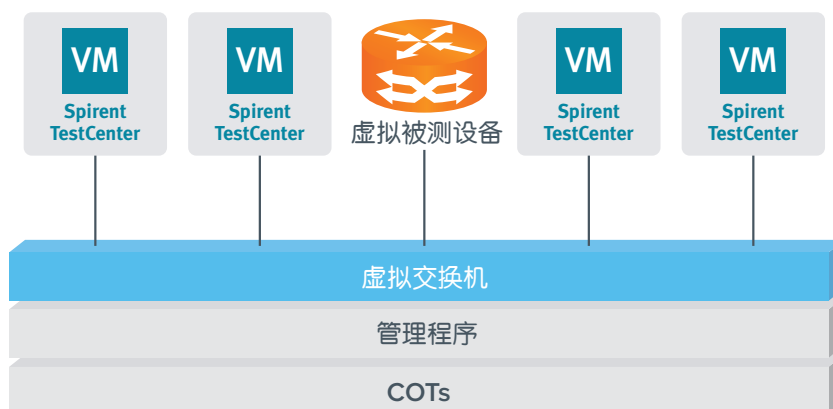 VM
Spirent
TestCenter
VM
Spirent
TestCenter
虚拟被测设备
VM
Spirent
TestCenter
VM
Spirent
TestCenter
虚拟交换机
管理程序
COTs